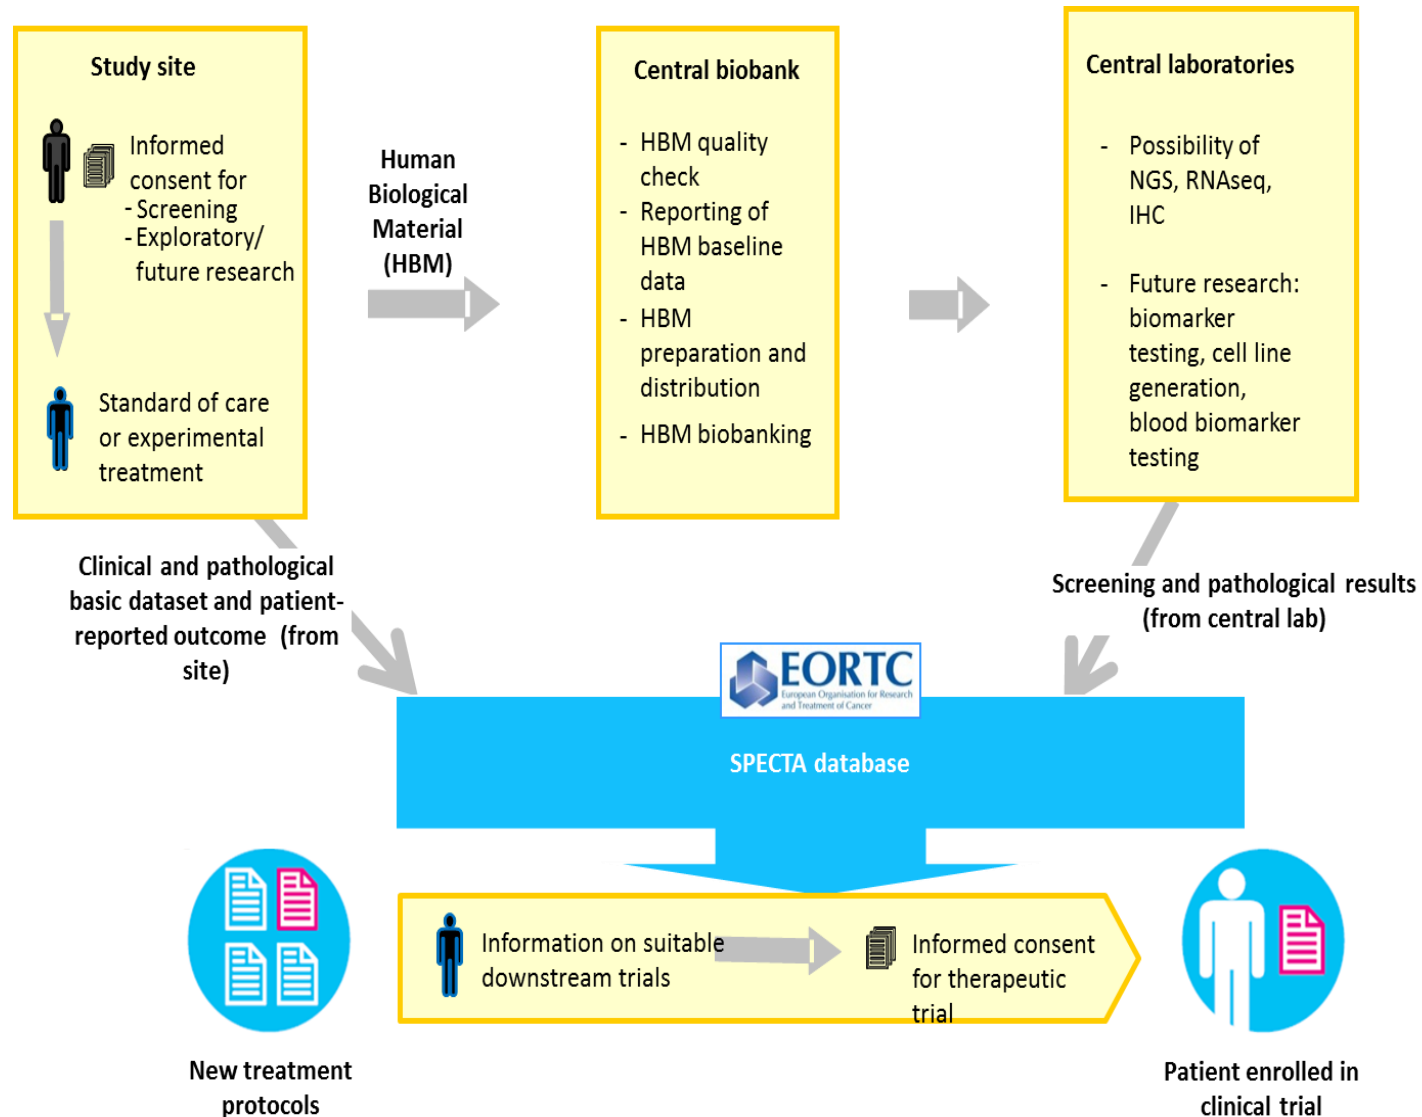 Study site
Informed
consent for
- Screening
- Exploratory/
future research
Standard of care
or experimental
treatment
Human
Biological
Material
(HBM)
Central biobank
- HBM quality
check
- Reporting of
HBM baseline
data
- HBM
preparation and
distribution
- HBM biobanking
Central laboratories
- Possibility of
NGS, RNAseq,
IHC
- Future research:
biomarker
testing, cell line
generation,
blood biomarker
testing
Clinical and pathological
basic dataset and patient-
reported outcome (from
site)
Screening and pathological results
(from central lab)
EORTC
European Organisation for Research
and Treatment of Cancer
SPECTA database
Information on suitable
downstream trials
Informed consent
for therapeutic
trial
New treatment
protocols
Patient enrolled in
clinical trial